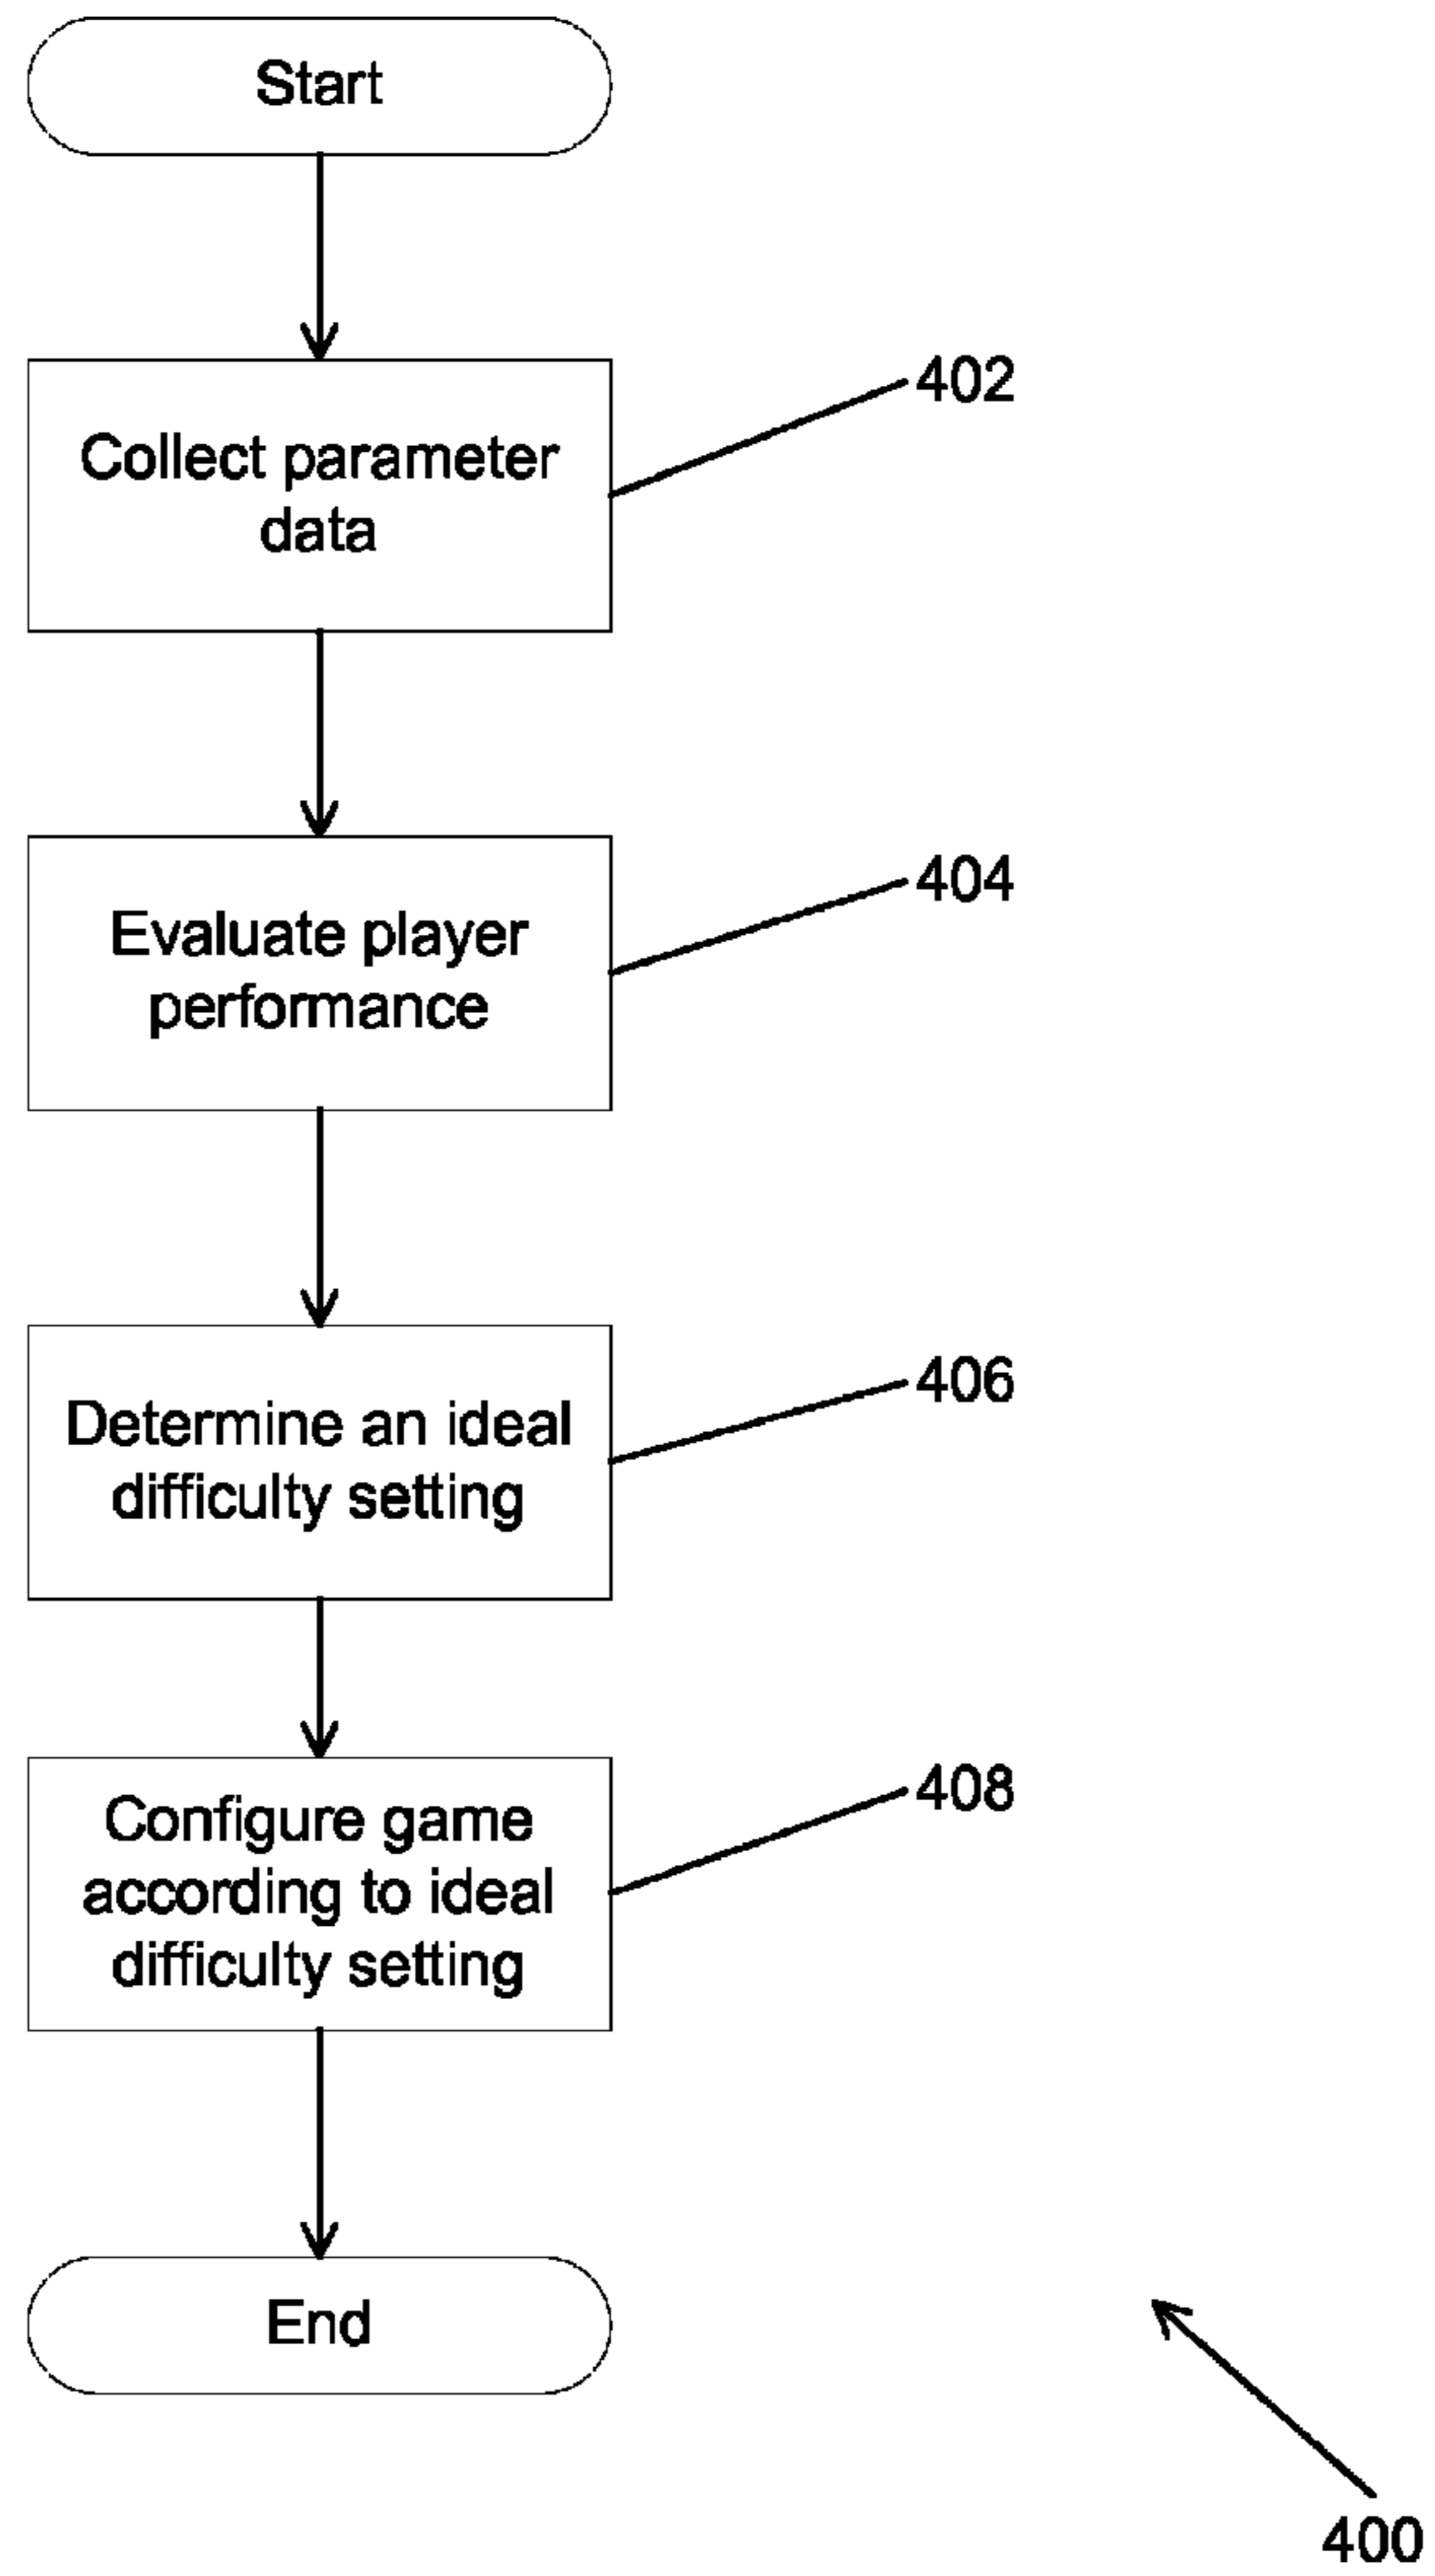 Start
402
Collect parameter
data
404
Evaluate player
performance
406
Determine an ideal
difficulty setting
408
Configure game
according to ideal
difficulty setting
End
400